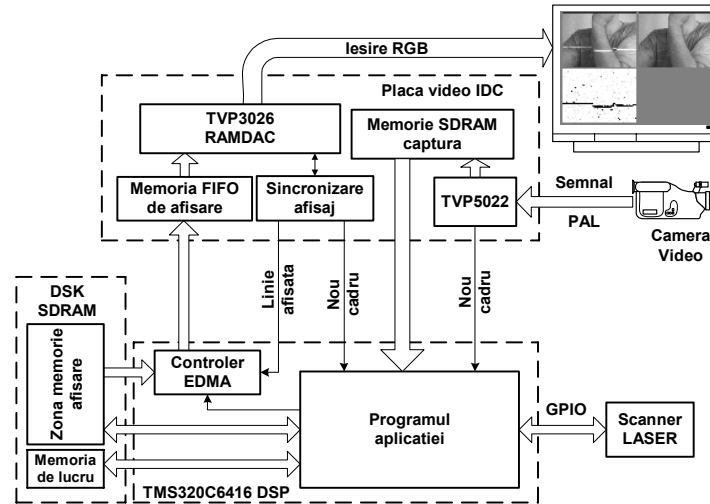 Iesire RGB
Placa video IDC
TVP3026
RAMDAC
Memorie SDRAM
captura
Memoria FIFO
de afisare
Sincronizare
afisaj
TVP5022
Semnal
PAL
Camera
Video
Linie
afisata
Nou
cadru
Nou
cadru
DSK
SDRAM
Zona memorie
afisare
Controler
EDMA
Programul
aplicatiei
GPIO
Scanner
LASER
Memoria
de lucru
TMS320C6416 DSP